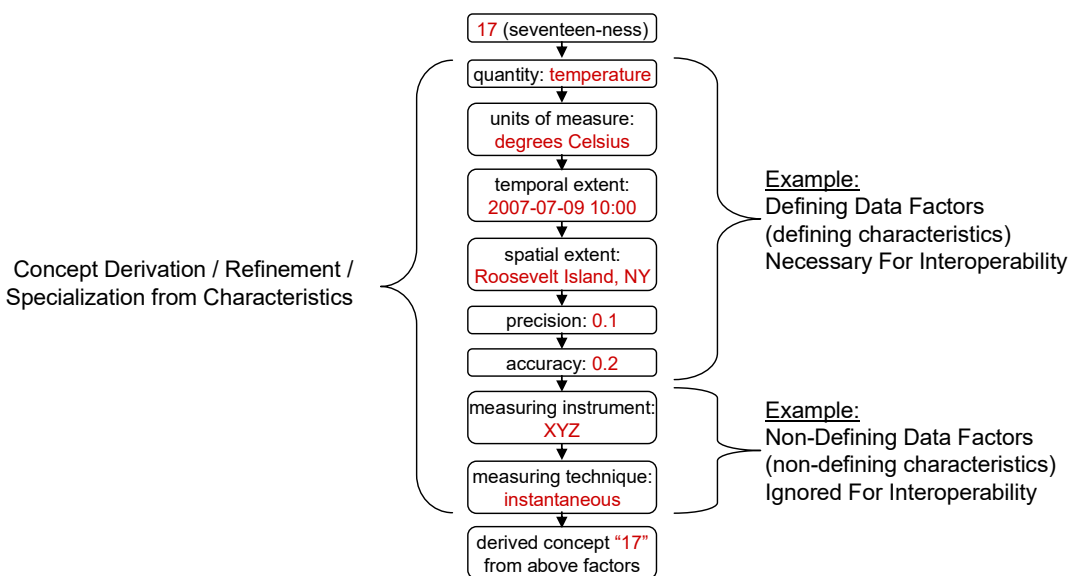 17 (seventeen-ness)
quantity: temperature
units of measure:
degrees Celsius
temporal extent:
2007-07-09 10:00
spatial extent:
Roosevelt Island, NY
precision: 0.1
accuracy: 0.2
measuring instrument:
XYZ
measuring technique:
instantaneous
derived concept “17”
from above factors
Concept Derivation / Refinement /
Specialization from Characteristics
Example:
Defining Data Factors
(defining characteristics)
Necessary For Interoperability
Example:
Non-Defining Data Factors
(non-defining characteristics)
Ignored For Interoperability